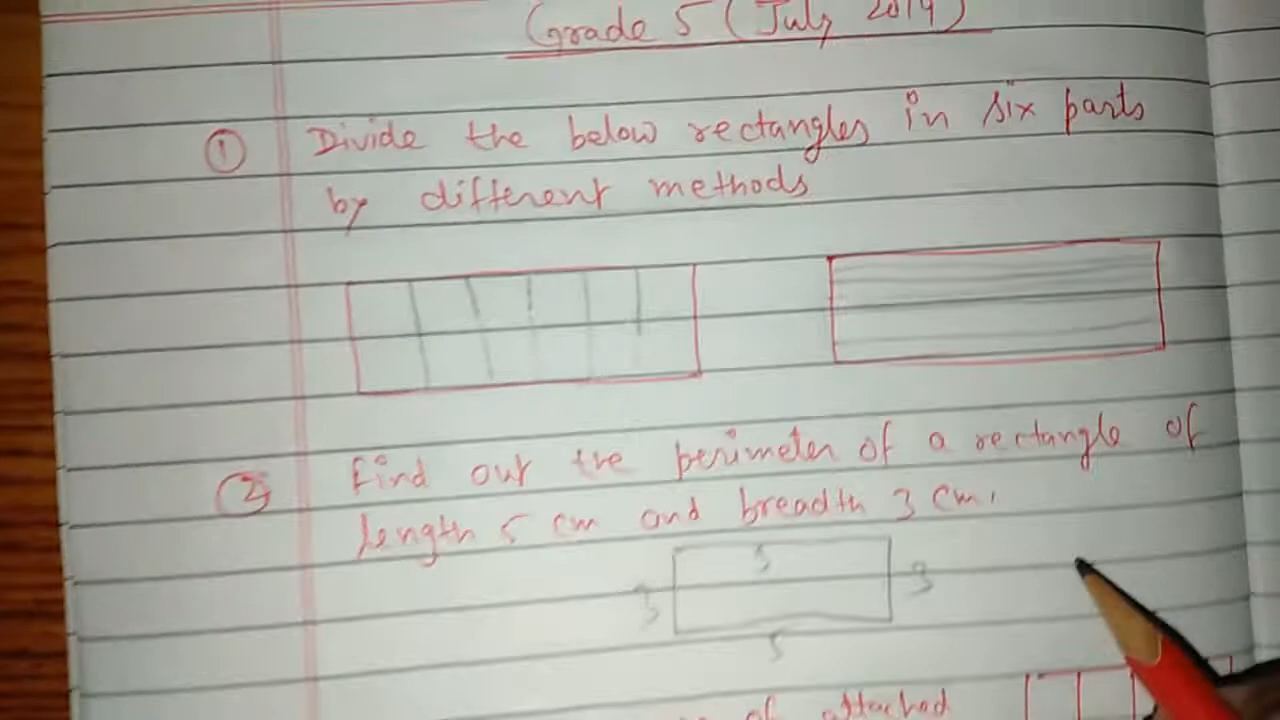 Grade 5 (July 2019)
① Divide the below rectangles in six parts
by different methods
② Find out the perimeter of a rectangle of
length 5 cm and breadth 3 cm.
5
3 3
5
of attached